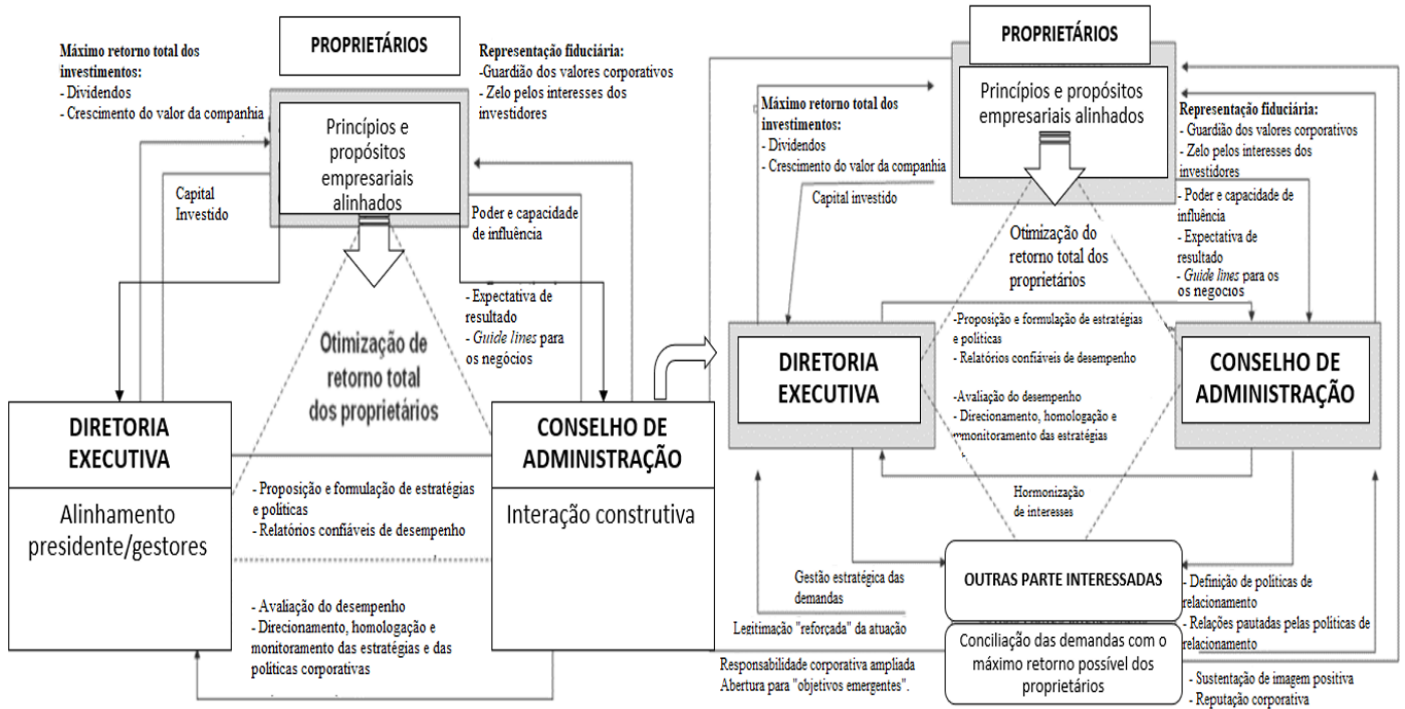 PROPRIETÁRIOS
Máximo retorno total dos
investimentos:
- Dividendos
- Crescimento do valor da companhia
Representação fiduciária:
-Guardião dos valores corporativos
- Zelo pelos interesses dos
investidores
Princípios e
propósitos
empresariais
alinhados
Capital
Investido
Poder e capacidade
de influência
- Expectativa de
resultado
- Guide lines para
os negócios
Otimização de
retorno total
dos proprietários
DIRETORIA
EXECUTIVA
Alinhamento
presidente/gestores
CONSELHO DE
ADMINISTRAÇÃO
Interação construtiva
- Proposição e formulação de estratégias
e políticas
- Relatórios confiáveis de desempenho
- Avaliação do desempenho
- Direcionamento, homologação e
monitoramento das estratégias e das
políticas corporativas
PROPRIETÁRIOS
Princípios e propósitos
empresariais alinhados
Máximo retorno total dos
investimentos:
- Dividendos
- Crescimento do valor da companhia
Capital investido
Representação fiduciária:
- Guardião dos valores corporativos
- Zelo pelos interesses dos
investidores
- Poder e capacidade de
influência
- Expectativa de
resultado
- Guide lines para os
os negócios
Otimização do
retorno total dos
proprietários
DIRETORIA
EXECUTIVA
-Proposição e formulação de estratégias
e políticas
- Relatórios confiáveis de desempenho
-Avaliação do desempenho
- Direcionamento, homologação e
mmonitoramento das estratégias
CONSELHO DE
ADMINISTRAÇÃO
Hormonização
de interesses
Gestão estratégica das
demandas
Legitimação "reforçada" da atuação
OUTRAS PARTE INTERESSADAS
- Definição de políticas de
relacionamento
- Relações pautadas pelas políticas de
relacionamento
Conciliação das demandas com o
máximo retorno possível dos
proprietários
Responsabilidade corporativa ampliada
Abertura para "objetivos emergentes".
- Sustentação de imagem positiva
- Reputação corporativa